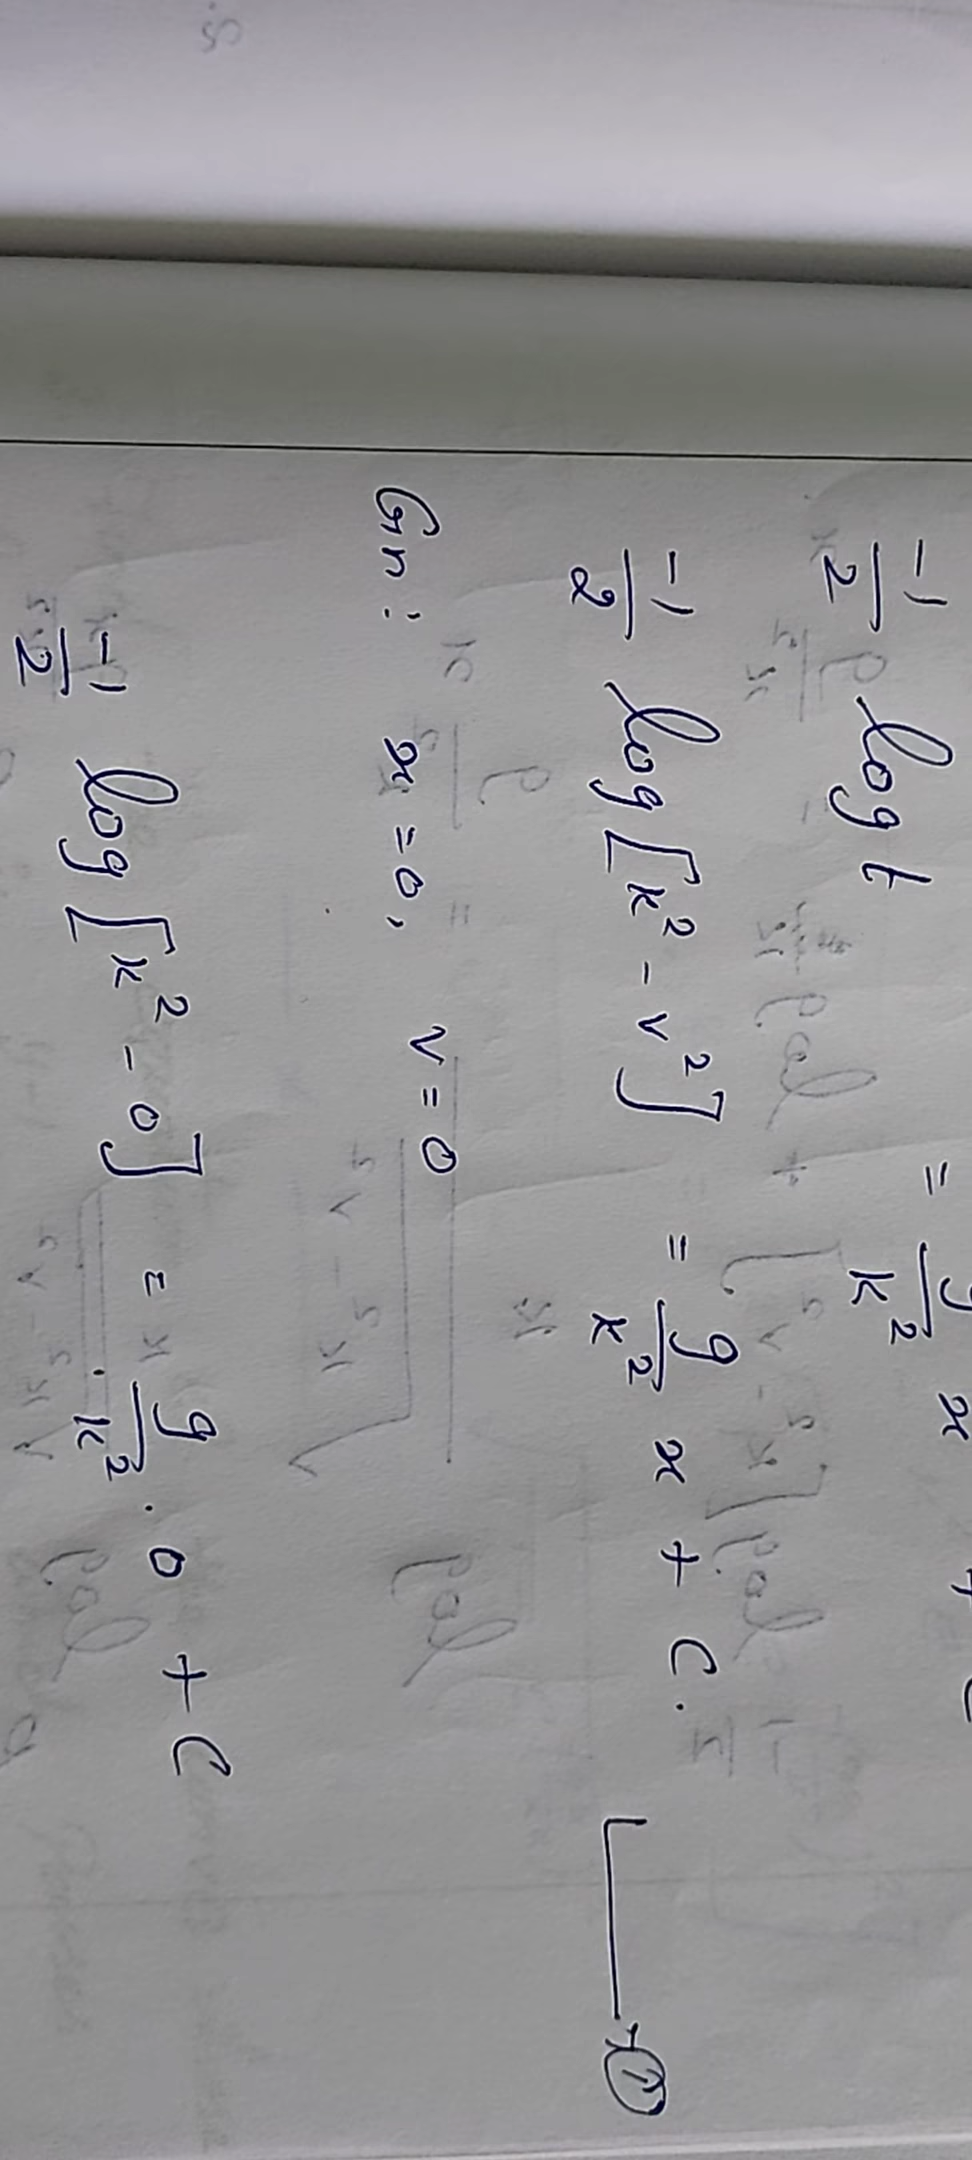 -1/2 log t = g/k² x + C
-1/2 log [k² - v²] = g/k² x + C. → ①
Gn : x = 0, v = 0
-1/2 log [k² - 0] = g/k² . 0 + C